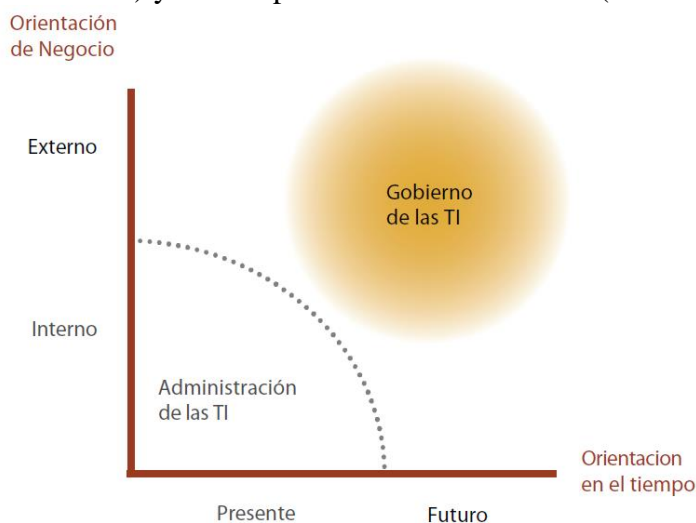 Orientación
de Negocio
Externo
Gobierno
de las TI
Interno
Administración
de las TI
Orientacion
en el tiempo
Presente
Futuro